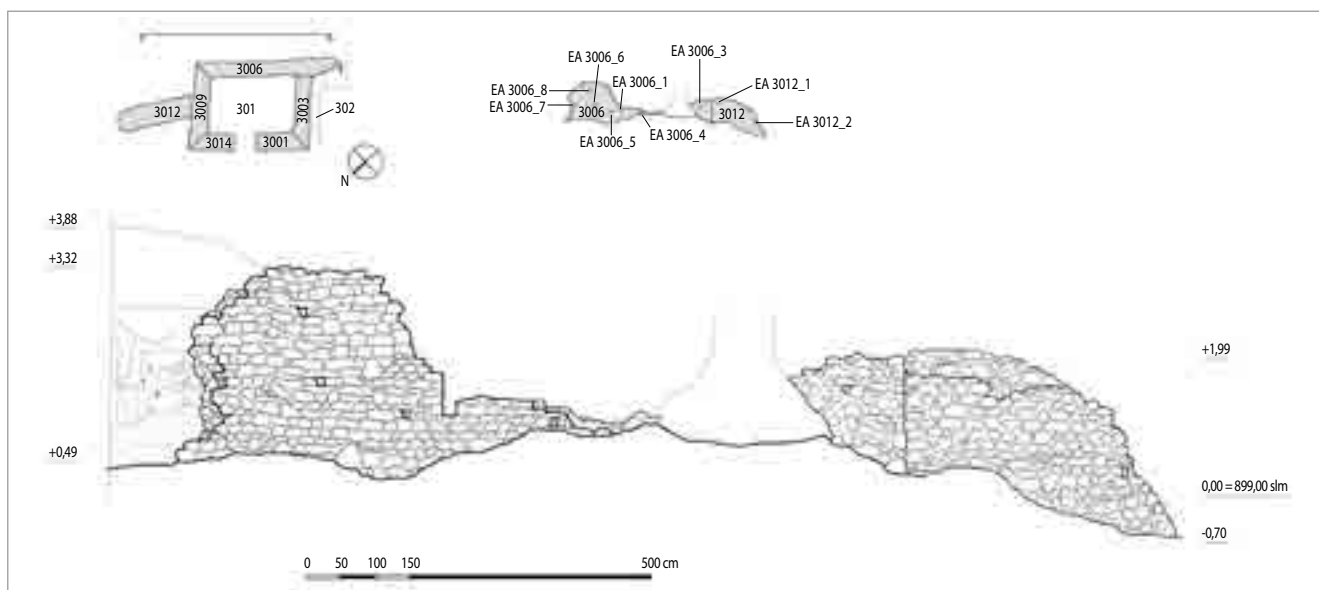 3006
3009
3012
301
3003
302
3014
3001
N
EA 3006_3
EA 3006_6
EA 3006_1
EA 3012_1
EA 3006_8
EA 3006_7
3006
3012
EA 3006_4
EA 3012_2
EA 3006_5
+3,88
+3,32
+1,99
+0,49
0,00 = 899,00 slm
-0,70
0 50 100 150 500 cm